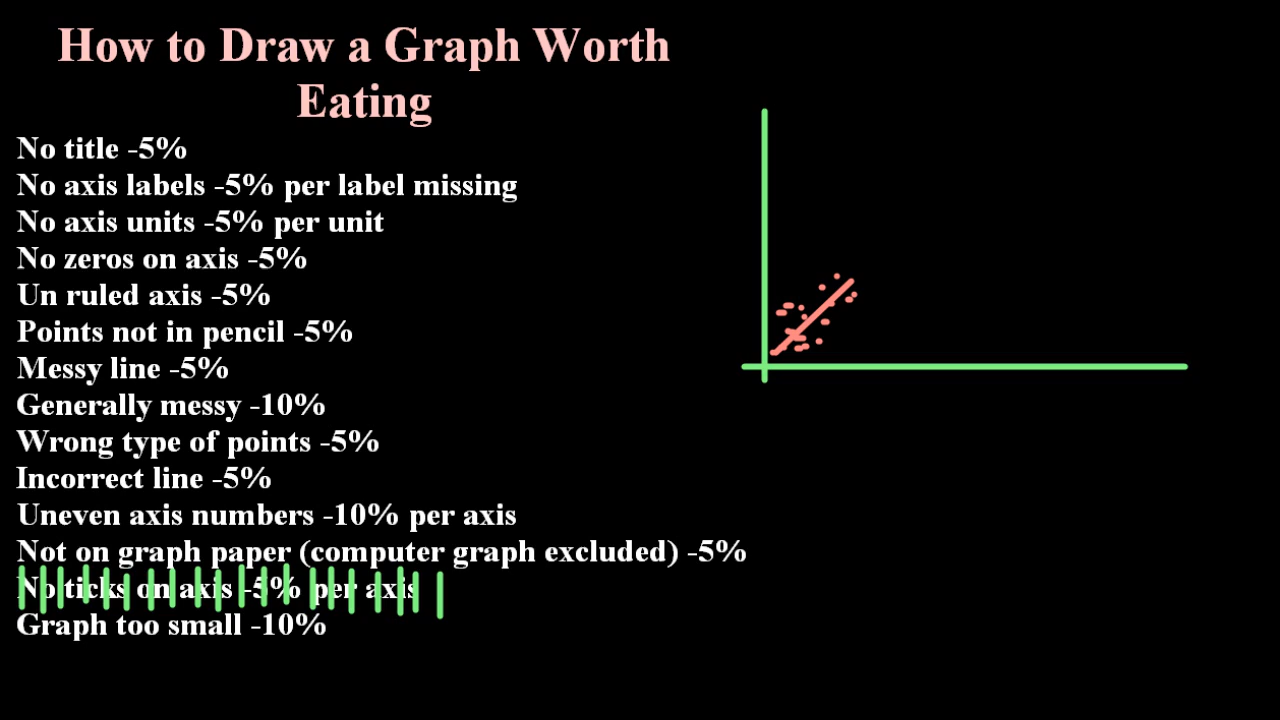 How to Draw a Graph Worth
Eating
No title -5%
No axis labels -5% per label missing
No axis units -5% per unit
No zeros on axis -5%
Un ruled axis -5%
Points not in pencil -5%
Messy line -5%
Generally messy -10%
Wrong type of points -5%
Incorrect line -5%
Uneven axis numbers -10% per axis
Not on graph paper (computer graph excluded) -5%
No ticks on axis -5% per axis
Graph too small -10%